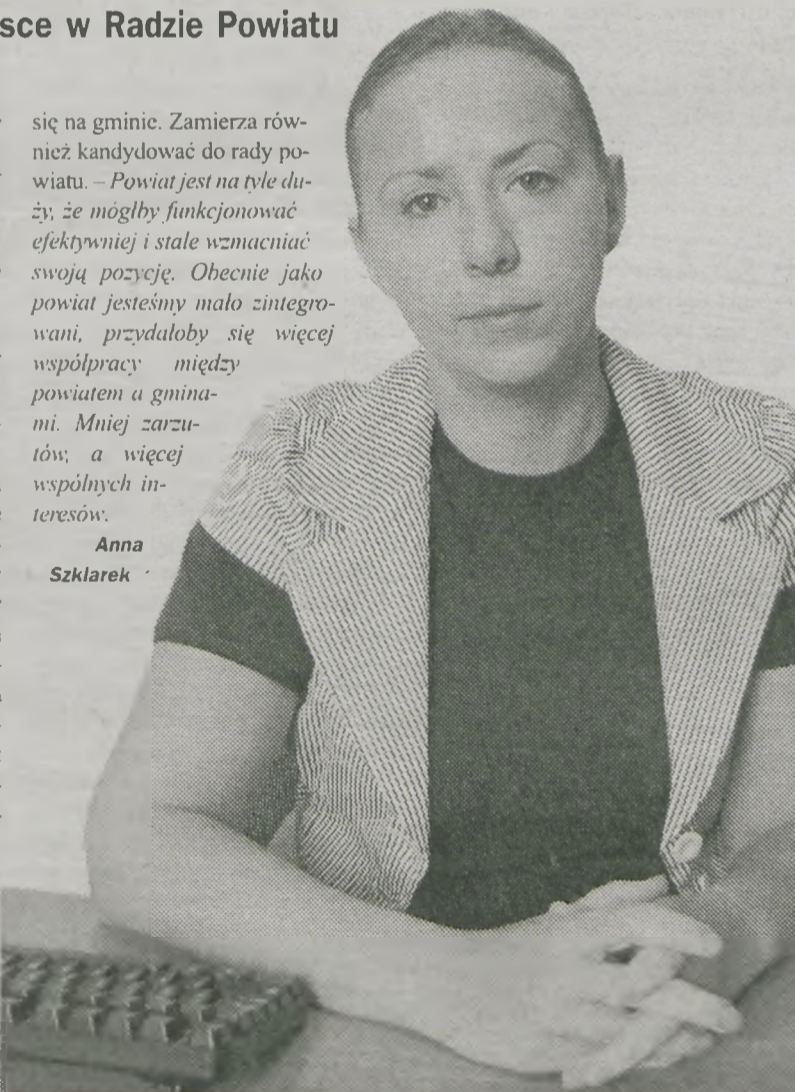 sce w Radzie Powiatu
się na gminie. Zamierza rów-
nież kandydować do rady po-
wiatu. – Powiat jest na tyle du-
ży, że mógłby funkcjonować
efektywniej i stale wzmacniać
swoją pozycję. Obecnie jako
powiat jesteśmy mało zintegro-
wani, przydałoby się więcej
współpracy między
powiatem a gmina-
mi. Mniej zarzu-
tów, a więcej
wspólnych in-
teresów.
Anna
Szklarek